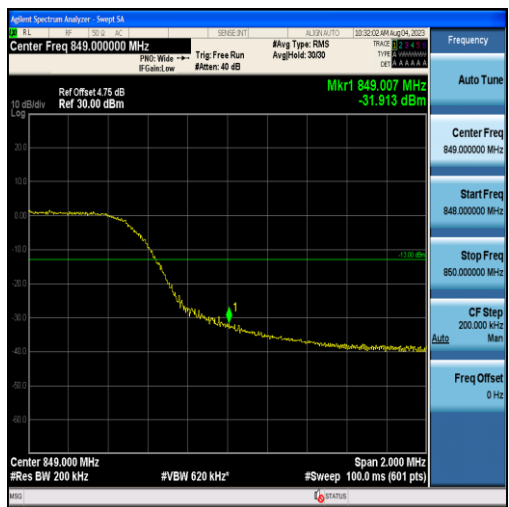 Agilent Spectrum Analyzer - Swept SA
RL RF 50 Ω AC SENSE:INT ALIGN AUTO 10:32:02 AM Aug 04, 2023
Center Freq 849.000000 MHz
PNO: Wide
IFGain:Low
Trig: Free Run
#Atten: 40 dB
#Avg Type: RMS
Avg|Hold: 30/30
TRACE 1 2 3 4 5 6
TYPE A
DET A A A A A A
Frequency
Auto Tune
Ref Offset 4.75 dB
10 dB/div Ref 30.00 dBm
Log
Mkr1 849.007 MHz
-31.913 dBm
20.0
10.0
0.00
-10.0
-20.0
-30.0
-40.0
-50.0
-60.0
-13.00 dBm
1
Center Freq
849.000000 MHz
Start Freq
848.000000 MHz
Stop Freq
850.000000 MHz
CF Step
200.000 kHz
Auto Man
Freq Offset
0 Hz
Center 849.000 MHz Span 2.000 MHz
#Res BW 200 kHz #VBW 620 kHz* #Sweep 100.0 ms (601 pts)
MSG STATUS